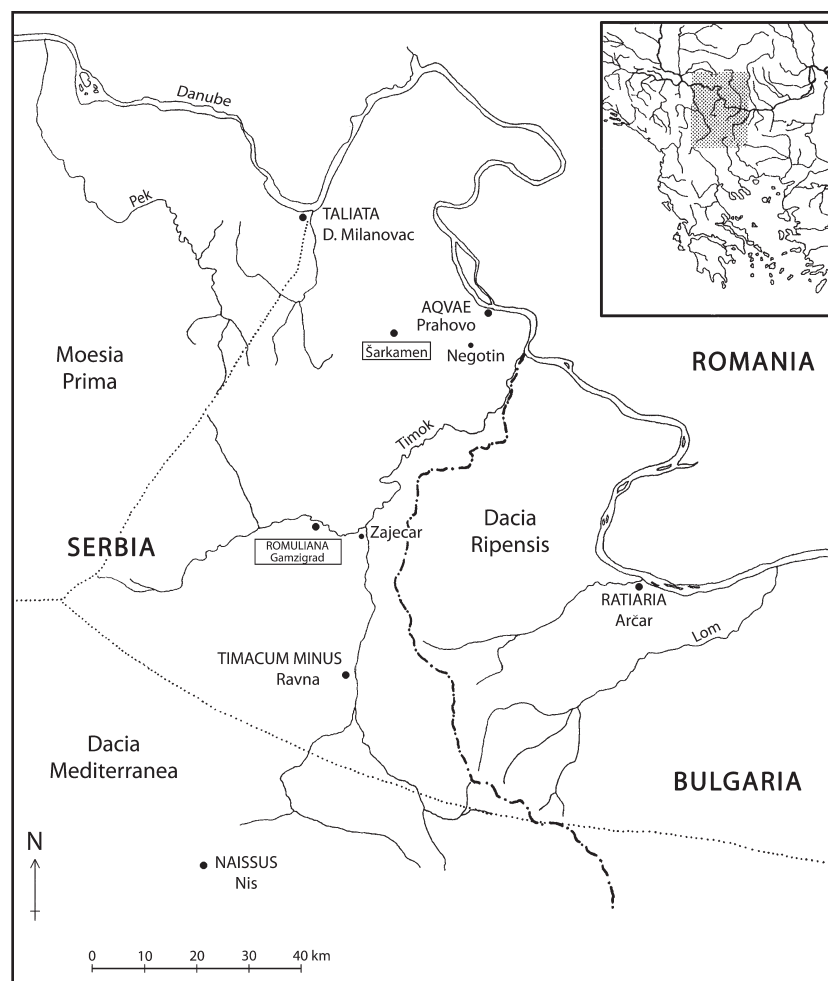 Danube
Pek
TALIATA
D. Milanovac
AQVAE
Prahovo
Šarkamen
Negotin
Moesia
Prima
ROMANIA
Timok
SERBIA
ROMULIANA
Gamzigrad
Zajecar
Dacia
Ripensis
RATIARIA
Arčar
Lom
TIMACUM MINUS
Ravna
Dacia
Mediterranea
BULGARIA
N
NAISSUS
Nis
0 10 20 30 40 km